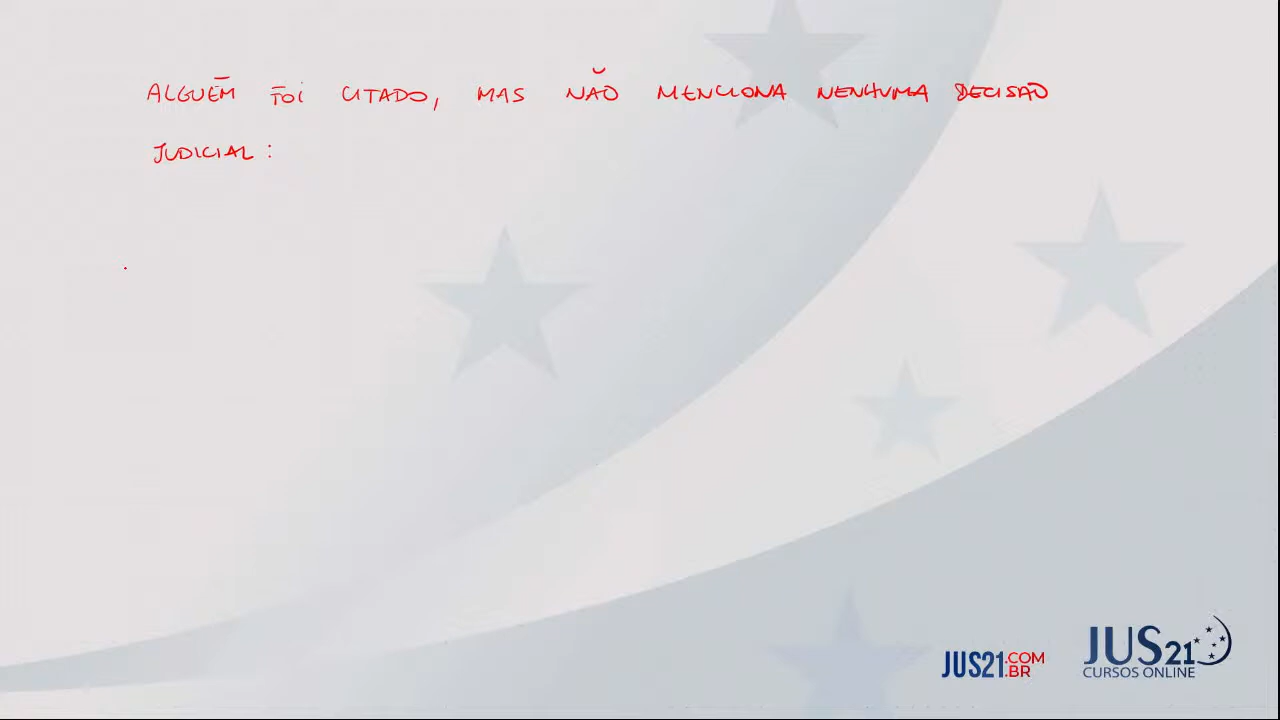 ALGUÉM FOI CITADO, MAS NÃO MENCIONA NENHUMA DECISÃO
JUDICIAL:
JUS21.COM.BR
JUS21
CURSOS ONLINE